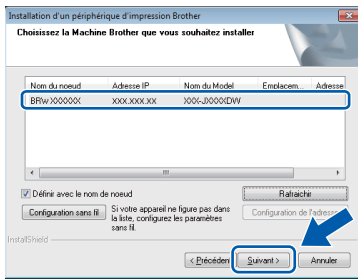 Installation d'un périphérique d'impression Brother
Choisissez la Machine Brother que vous souhaitez installer
Nom du noeud Adresse IP Nom du Model Emplacem... Adresse
BRWXXXXXX XXX.XXX.XX XXX-JXXXXDW
Définir avec le nom de noeud
Rafraichir
Configuration sans fil
Si votre appareil ne figure pas dans
la liste, configurez les paramètres
sans fil.
Configuration de
InstallShield
< Précédent Suivant > Annuler